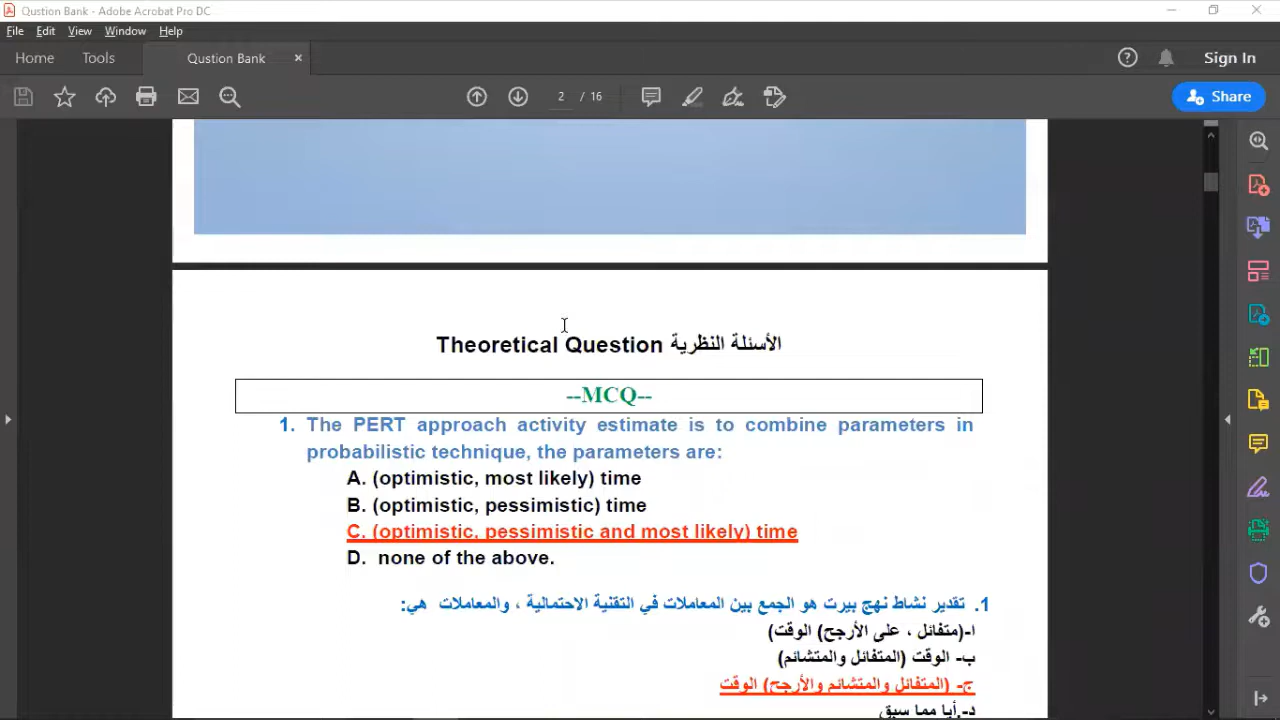 Qustion Bank - Adobe Acrobat Pro DC
File Edit View Window Help
Home Tools Qustion Bank × Sign In
2 / 16 Share
Theoretical Question الأسئلة النظرية
--MCQ--
1. The PERT approach activity estimate is to combine parameters in
probabilistic technique, the parameters are:
A. (optimistic, most likely) time
B. (optimistic, pessimistic) time
C. (optimistic, pessimistic and most likely) time
D. none of the above.
1. تقدير نشاط نهج بيرت هو الجمع بين المعاملات في التقنية الاحتمالية ، والمعاملات هي:
ا-(متفائل ، على الأرجح) الوقت)
ب- الوقت (المتفائل والمتشائم)
ج- (المتفائل والمتشائم والأرجح) الوقت
د-.أيا مما سبق